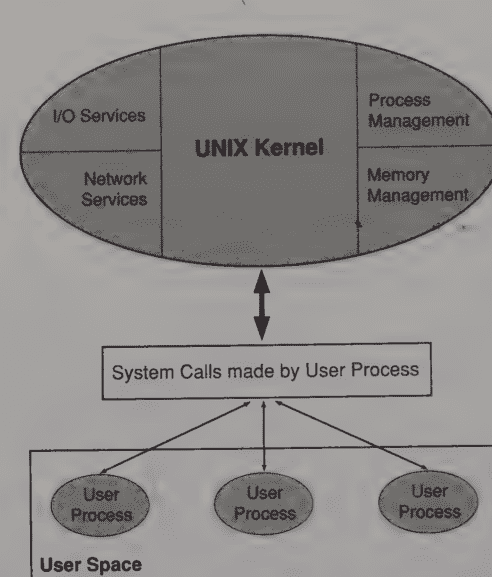 I/O Services
Network
Services
UNIX Kernel
Process
Management
Memory
Management
System Calls made by User Process
User
Process
User
Process
User
Process
User Space